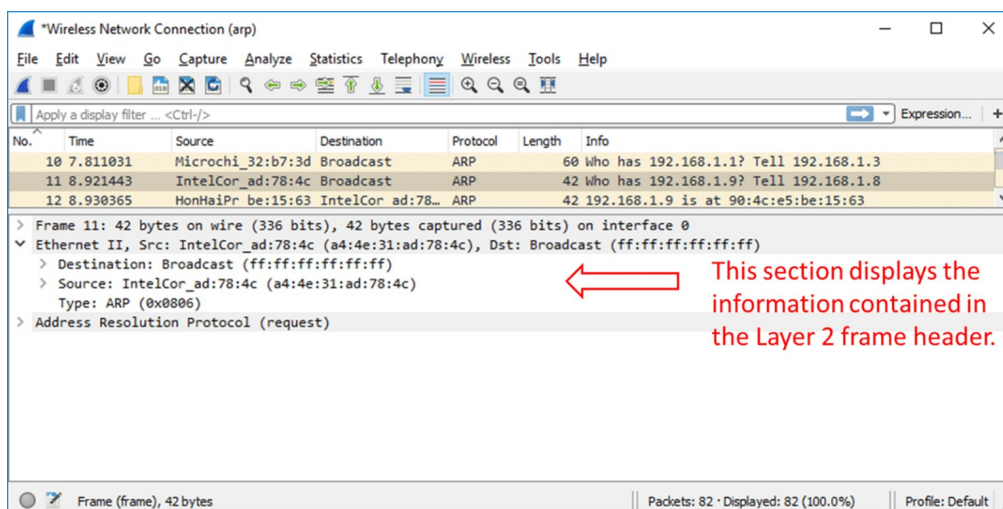 *Wireless Network Connection (arp)
File Edit View Go Capture Analyze Statistics Telephony Wireless Tools Help
Apply a display filter ... <Ctrl-/> Expression... +
No. Time Source Destination Protocol Length Info
10 7.811031 Microchi_32:b7:3d Broadcast ARP 60 Who has 192.168.1.1? Tell 192.168.1.3
11 8.921443 IntelCor_ad:78:4c Broadcast ARP 42 Who has 192.168.1.9? Tell 192.168.1.8
12 8.930365 HonHaiPr be:15:63 IntelCor ad:78… ARP 42 192.168.1.9 is at 90:4c:e5:be:15:63
> Frame 11: 42 bytes on wire (336 bits), 42 bytes captured (336 bits) on interface 0
Ethernet II, Src: IntelCor_ad:78:4c (a4:4e:31:ad:78:4c), Dst: Broadcast (ff:ff:ff:ff:ff:ff)
> Destination: Broadcast (ff:ff:ff:ff:ff:ff)
> Source: IntelCor_ad:78:4c (a4:4e:31:ad:78:4c)
Type: ARP (0x0806)
> Address Resolution Protocol (request)
This section displays the
information contained in
the Layer 2 frame header.
Frame (frame), 42 bytes Packets: 82 · Displayed: 82 (100.0%) Profile: Default